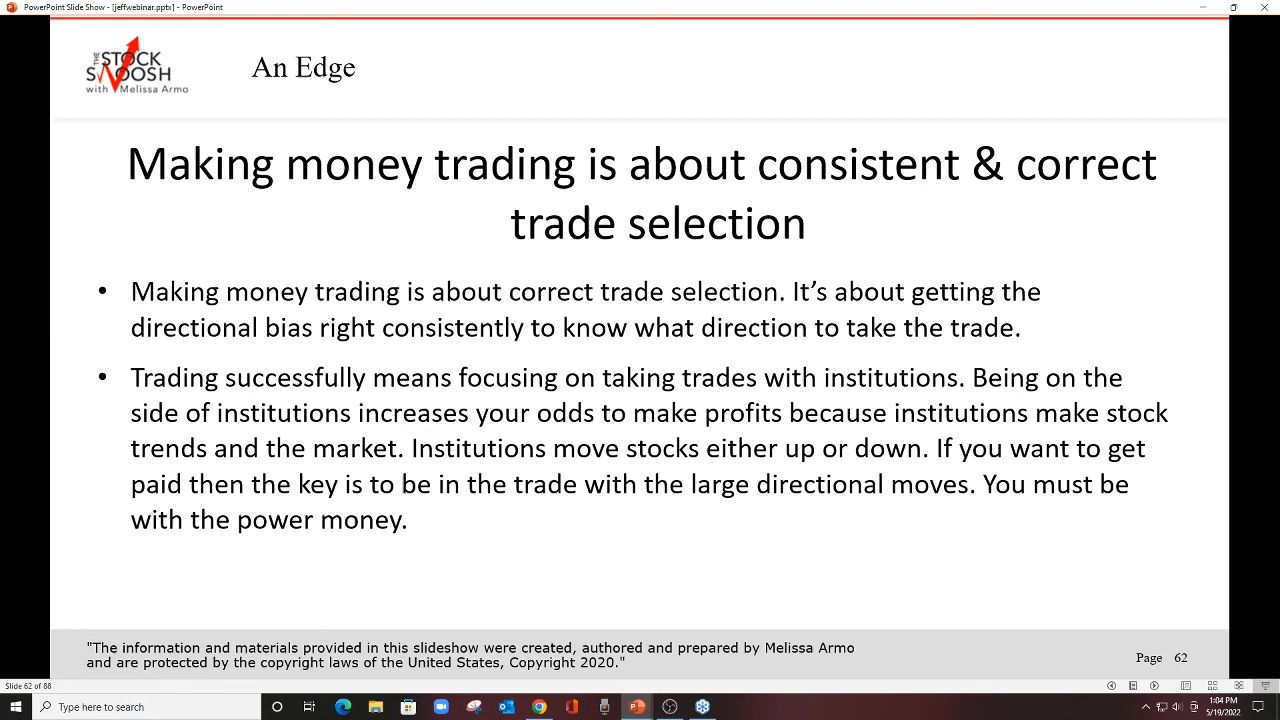 PowerPoint Slide Show - [jeffwebinar.pptx] - PowerPoint
THE
STOCK
SWOOSH
with Melissa Armo
An Edge
Making money trading is about consistent & correct
trade selection
• Making money trading is about correct trade selection. It’s about getting the
directional bias right consistently to know what direction to take the trade.
• Trading successfully means focusing on taking trades with institutions. Being on the
side of institutions increases your odds to make profits because institutions make stock
trends and the market. Institutions move stocks either up or down. If you want to get
paid then the key is to be in the trade with the large directional moves. You must be
with the power money.
"The information and materials provided in this slideshow were created, authored and prepared by Melissa Armo
and are protected by the copyright laws of the United States, Copyright 2020."
Page 62
Slide 62 of 88
Type here to search
1:04 PM
5/19/2022